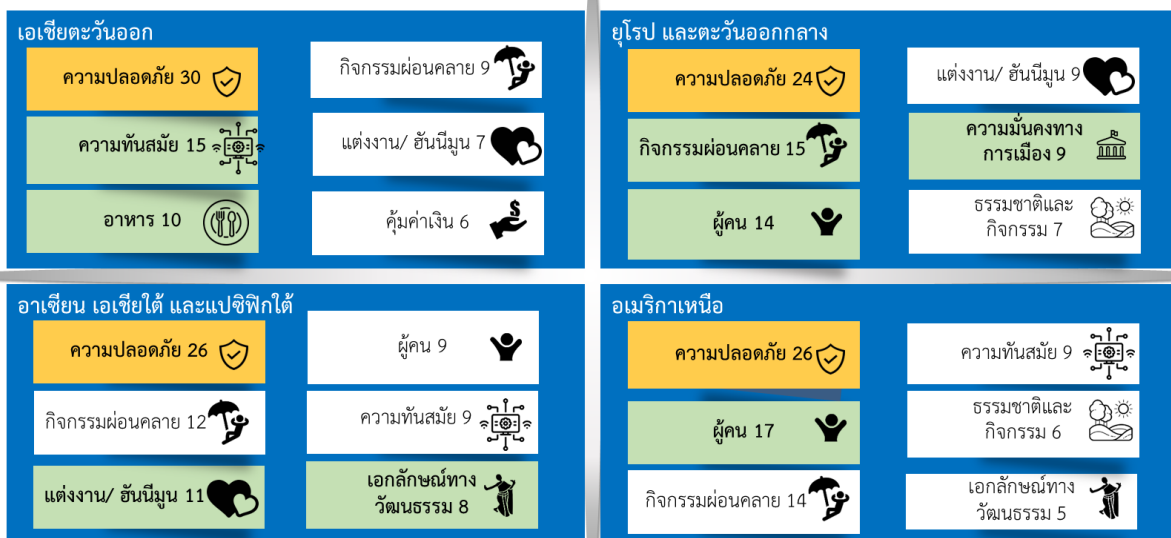 เอเชียตะวันออก
ความปลอดภัย 30
ความทันสมัย 15
อาหาร 10
กิจกรรมผ่อนคลาย 9
แต่งงาน/ ฮันนีมูน 7
คุ้มค่าเงิน 6
ยุโรป และตะวันออกกลาง
ความปลอดภัย 24
กิจกรรมผ่อนคลาย 15
ผู้คน 14
แต่งงาน/ ฮันนีมูน 9
ความมั่นคงทาง
การเมือง 9
ธรรมชาติและ
กิจกรรม 7
อาเซียน เอเชียใต้ และแปซิฟิกใต้
ความปลอดภัย 26
กิจกรรมผ่อนคลาย 12
แต่งงาน/ ฮันนีมูน 11
ผู้คน 9
ความทันสมัย 9
เอกลักษณ์ทาง
วัฒนธรรม 8
อเมริกาเหนือ
ความปลอดภัย 26
ผู้คน 17
กิจกรรมผ่อนคลาย 14
ความทันสมัย 9
ธรรมชาติและ
กิจกรรม 6
เอกลักษณ์ทาง
วัฒนธรรม 5